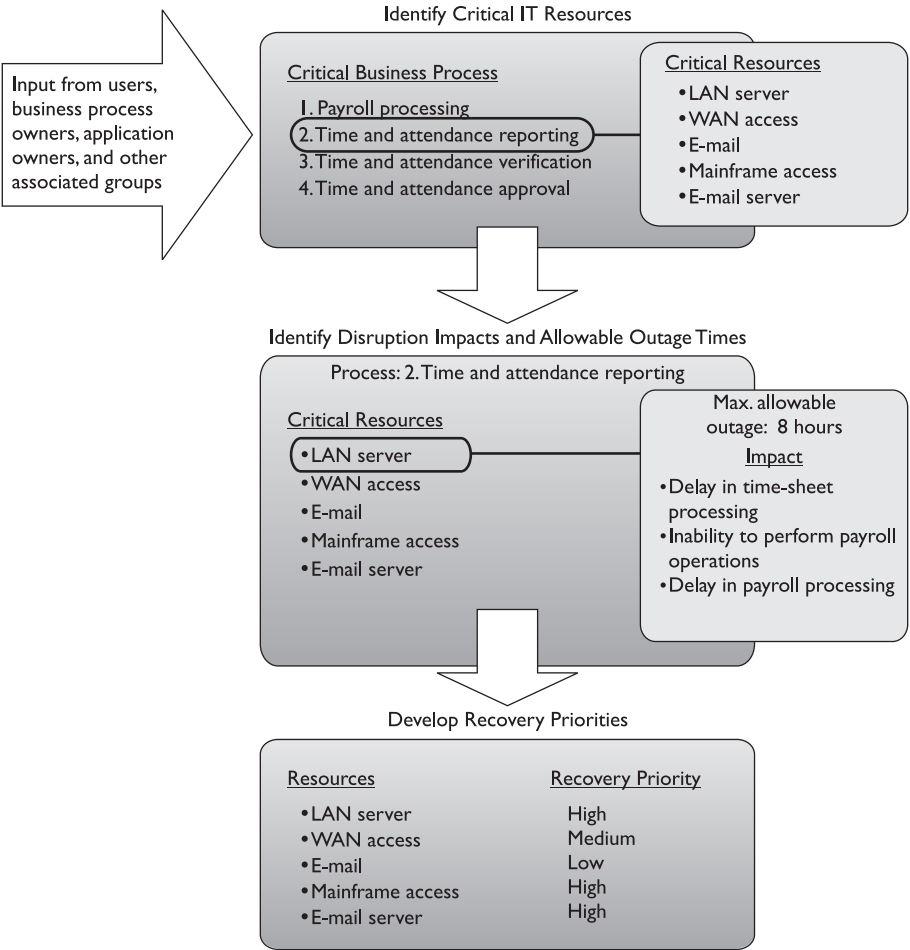 Identify Critical IT Resources
Input from users,
business process
owners, application
owners, and other
associated groups
Critical Business Process
1. Payroll processing
2. Time and attendance reporting
3. Time and attendance verification
4. Time and attendance approval
Critical Resources
• LAN server
• WAN access
• E-mail
• Mainframe access
• E-mail server
Identify Disruption Impacts and Allowable Outage Times
Process: 2. Time and attendance reporting
Critical Resources
• LAN server
• WAN access
• E-mail
• Mainframe access
• E-mail server
Max. allowable
outage: 8 hours
Impact
• Delay in time-sheet
processing
• Inability to perform payroll
operations
• Delay in payroll processing
Develop Recovery Priorities
Resources Recovery Priority
• LAN server High
• WAN access Medium
• E-mail Low
• Mainframe access High
• E-mail server High